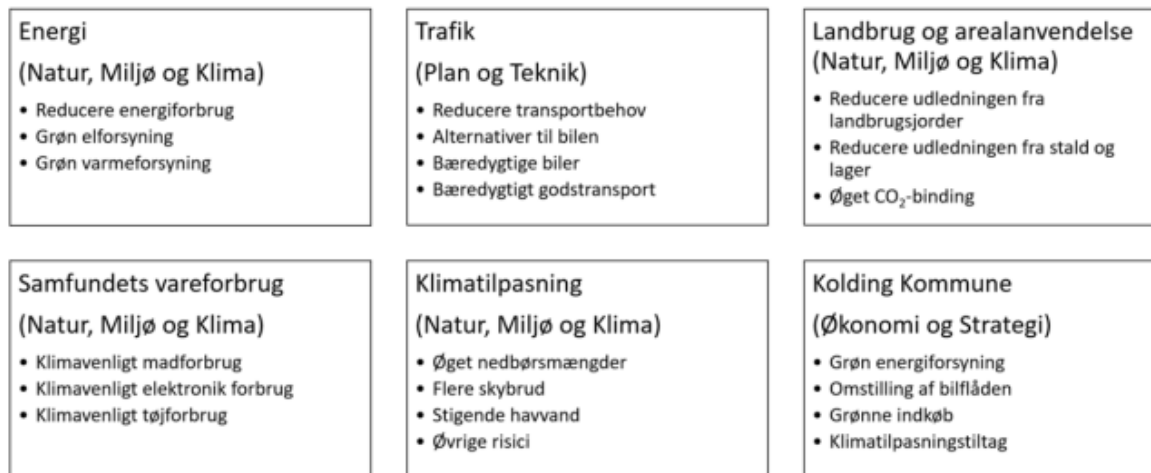 Energi
(Natur, Miljø og Klima)
• Reducere energiforbrug
• Grøn elforsyning
• Grøn varmeforsyning
Trafik
(Plan og Teknik)
• Reducere transportbehov
• Alternativer til bilen
• Bæredygtige biler
• Bæredygtigt godstransport
Landbrug og arealanvendelse
(Natur, Miljø og Klima)
• Reducere udledningen fra
landbrugsjorder
• Reducere udledningen fra stald og
lager
• Øget CO₂-binding
Samfundets vareforbrug
(Natur, Miljø og Klima)
• Klimavenligt madforbrug
• Klimavenligt elektronik forbrug
• Klimavenligt tøjforbrug
Klimatilpasning
(Natur, Miljø og Klima)
• Øget nedbørsmængder
• Flere skybrud
• Stigende havvand
• Øvrige risici
Kolding Kommune
(Økonomi og Strategi)
• Grøn energiforsyning
• Omstilling af bilflåden
• Grønne indkøb
• Klimatilpasningstiltag